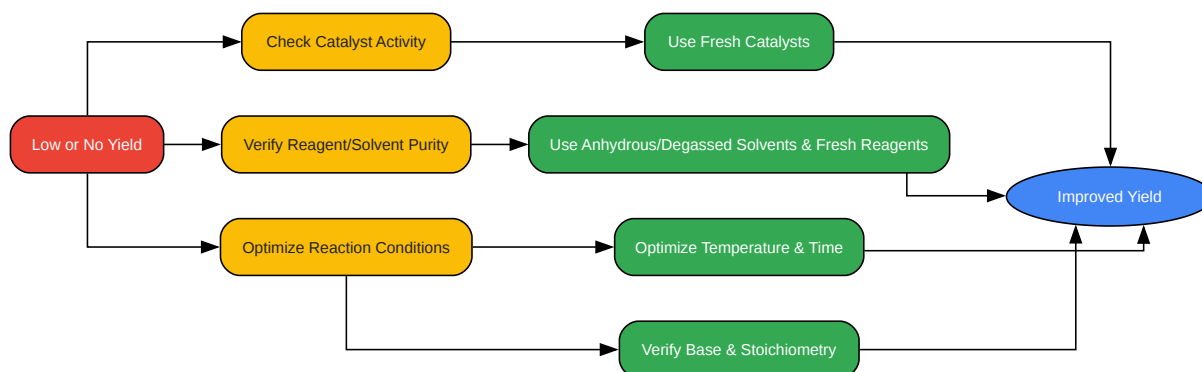 Check Catalyst Activity
Use Fresh Catalysts
Low or No Yield
Verify Reagent/Solvent Purity
Use Anhydrous/Degassed Solvents & Fresh Reagents
Improved Yield
Optimize Reaction Conditions
Optimize Temperature & Time
Verify Base & Stoichiometry